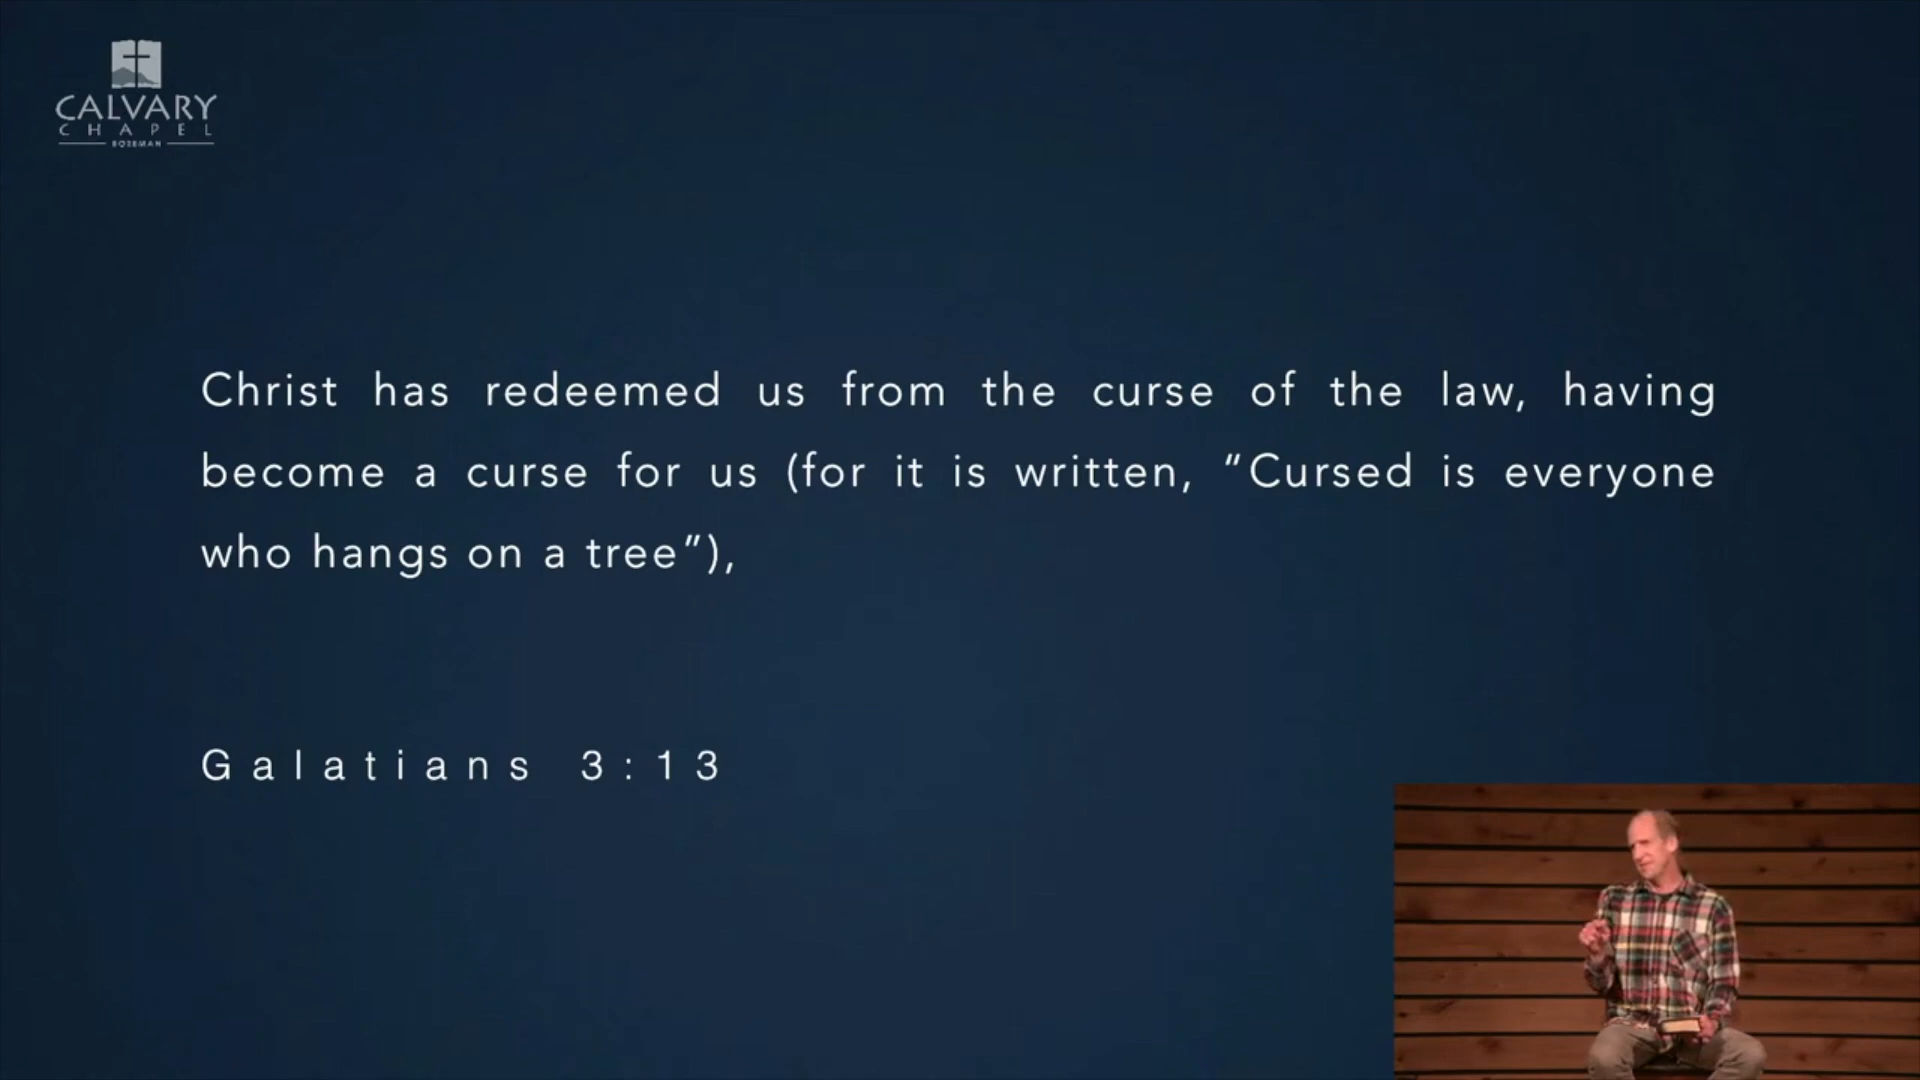 CALVARY
CHAPEL
BOZEMAN
Christ has redeemed us from the curse of the law, having
become a curse for us (for it is written, “Cursed is everyone
who hangs on a tree”),
Galatians 3:13